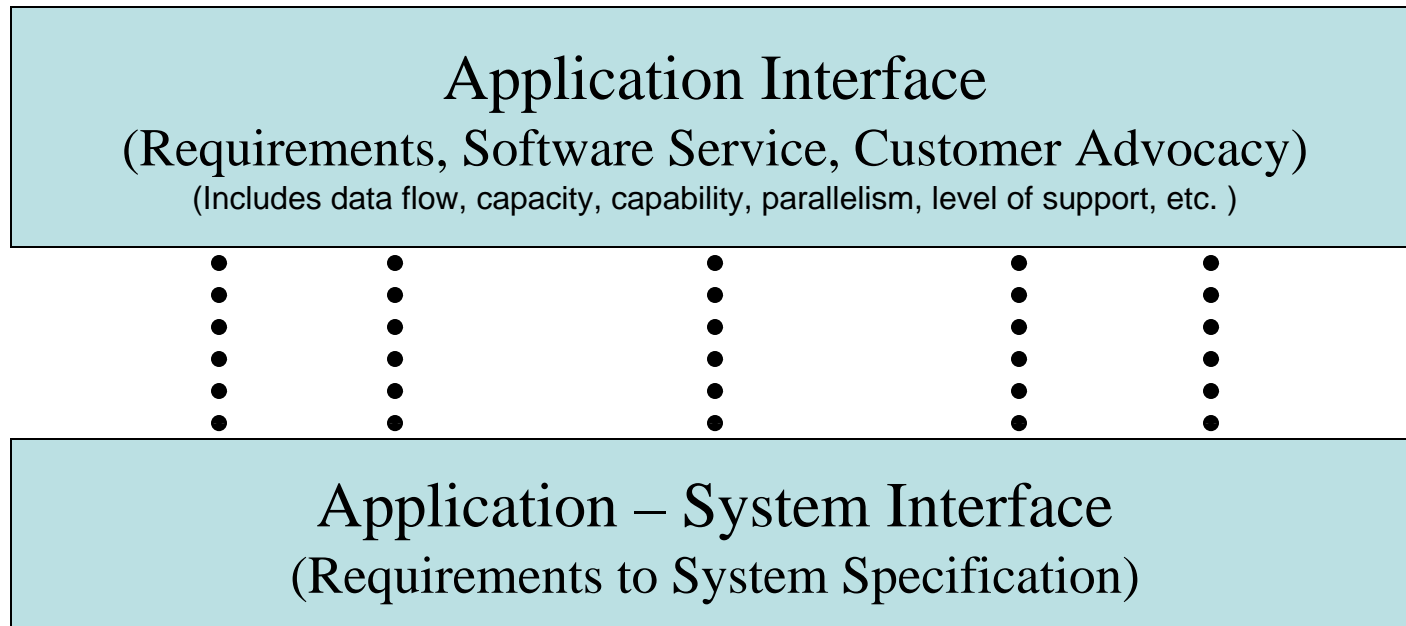 Application Interface
(Requirements, Software Service, Customer Advocacy)
(Includes data flow, capacity, capability, parallelism, level of support, etc. )
Application – System Interface
(Requirements to System Specification)